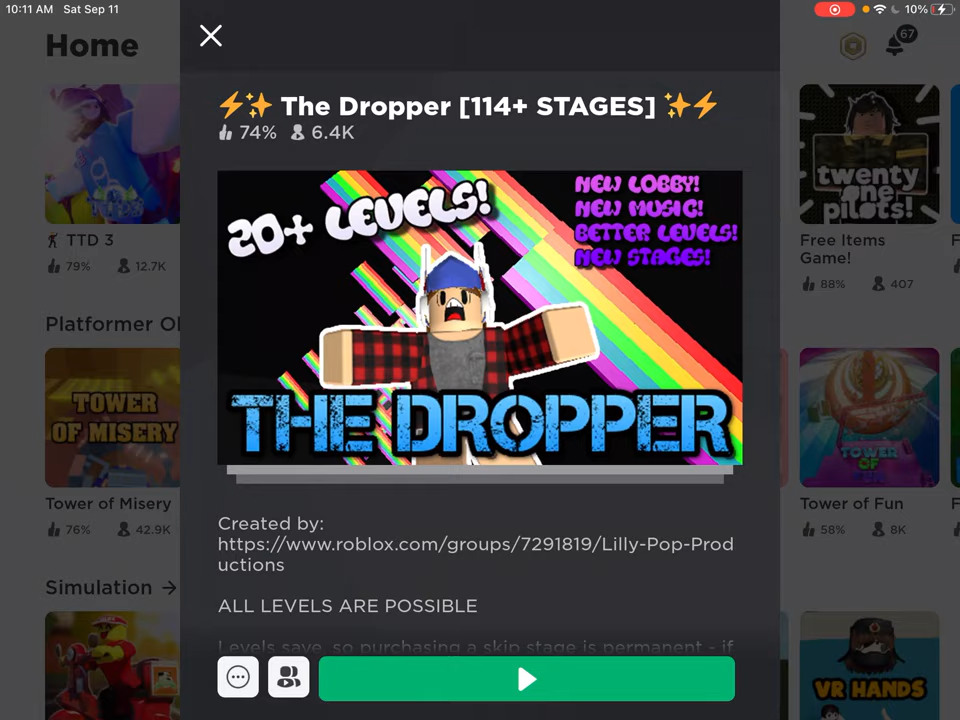 10:11 AM Sat Sep 11
10%
Home
67
⚡✨ The Dropper [114+ STAGES] ✨⚡
74% 6.4K
20+ LEVELS!
NEW LOBBY!
NEW MUSIC!
BETTER LEVELS!
NEW STAGES!
THE DROPPER
Created by:
https://www.roblox.com/groups/7291819/Lilly-Pop-Prod
uctions
ALL LEVELS ARE POSSIBLE
Levels save, so purchasing a skip stage is permanent - if
TTD 3
79% 12.7K
twenty
one
pilots!
Free Items
Game!
88% 407
Platformer
TOWER
OF MISERY
Tower of Misery
76% 42.9K
TOWER
OF
Tower of Fun
58% 8K
Simulation →
VR HANDS